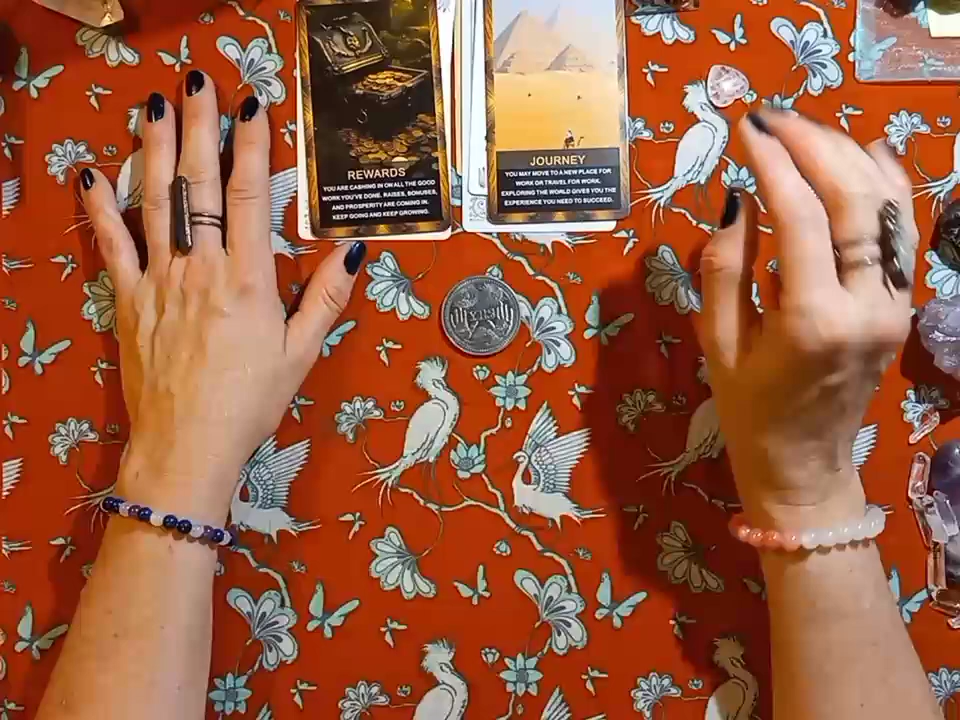 REWARDS
YOU ARE CASHING IN ON ALL THE GOOD
WORK YOU'VE DONE. RAISES, BONUSES,
AND PROSPERITY ARE COMING IN.
KEEP GOING AND KEEP GROWING.
JOURNEY
YOU MAY MOVE TO A NEW PLACE FOR
WORK OR TRAVEL FOR WORK.
EXPLORING THE WORLD GIVES YOU THE
EXPERIENCE YOU NEED TO SUCCEED.